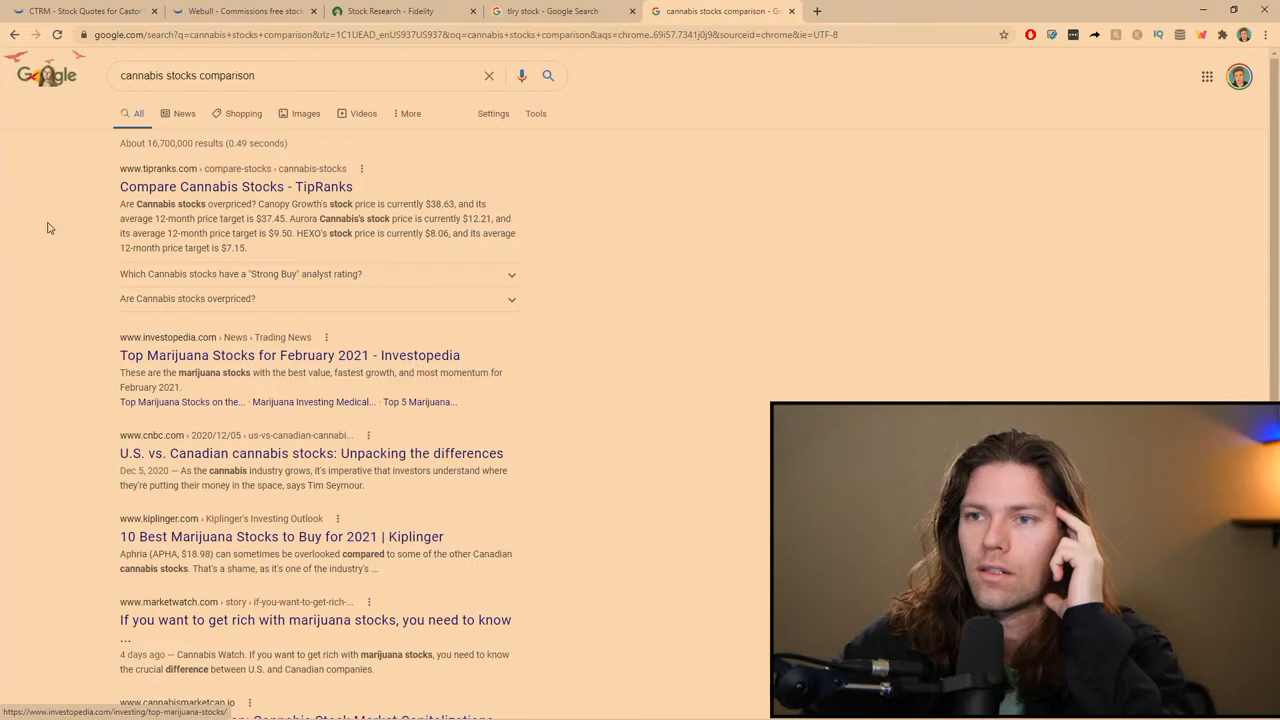 CTRM - Stock Quotes for Castor
Webull - Commissions free stock
Stock Research - Fidelity
tlry stock - Google Search
cannabis stocks comparison - Go
google.com/search?q=cannabis+stocks+comparison&rlz=1C1UEAD_enUS937US937&oq=cannabis+stocks+comparison&aqs=chrome..69i57.7341j0j9&sourceid=chrome&ie=UTF-8
Google
cannabis stocks comparison
All
News
Shopping
Images
Videos
More
Settings
Tools
About 16,700,000 results (0.49 seconds)
www.tipranks.com › compare-stocks › cannabis-stocks
Compare Cannabis Stocks - TipRanks
Are Cannabis stocks overpriced? Canopy Growth's stock price is currently $38.63, and its
average 12-month price target is $37.45. Aurora Cannabis's stock price is currently $12.21, and
its average 12-month price target is $9.50. HEXO's stock price is currently $8.06, and its average
12-month price target is $7.15.
Which Cannabis stocks have a "Strong Buy" analyst rating?
Are Cannabis stocks overpriced?
www.investopedia.com › News › Trading News
Top Marijuana Stocks for February 2021 - Investopedia
These are the marijuana stocks with the best value, fastest growth, and most momentum for
February 2021.
Top Marijuana Stocks on the... · Marijuana Investing Medical... · Top 5 Marijuana...
www.cnbc.com › 2020/12/05 › us-vs-canadian-cannabi...
U.S. vs. Canadian cannabis stocks: Unpacking the differences
Dec 5, 2020 — As the cannabis industry grows, it's imperative that investors understand where
they're putting their money in the space, says Tim Seymour.
www.kiplinger.com › Kiplinger's Investing Outlook
10 Best Marijuana Stocks to Buy for 2021 | Kiplinger
Aphria (APHA, $18.98) can sometimes be overlooked compared to some of the other Canadian
cannabis stocks. That's a shame, as it's one of the industry's ...
www.marketwatch.com › story › if-you-want-to-get-rich-...
If you want to get rich with marijuana stocks, you need to know
...
4 days ago — Cannabis Watch. If you want to get rich with marijuana stocks, you need to know
the crucial difference between U.S. and Canadian companies.
www.cannabismarketcap.io
Cannabis Stock Market Capitalizations
https://www.investopedia.com/investing/top-marijuana-stocks/